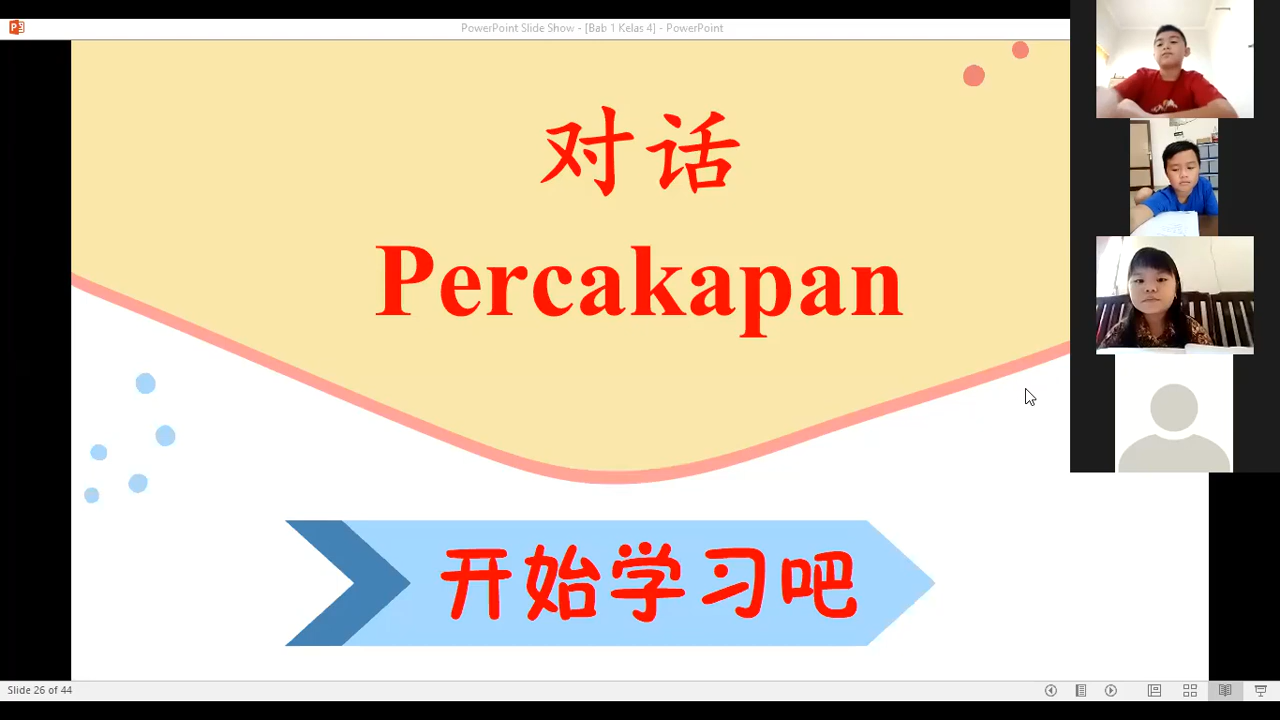 PowerPoint Slide Show - [Bab 1 Kelas 4] - PowerPoint
对话
Percakapan
开始学习吧
Slide 26 of 44